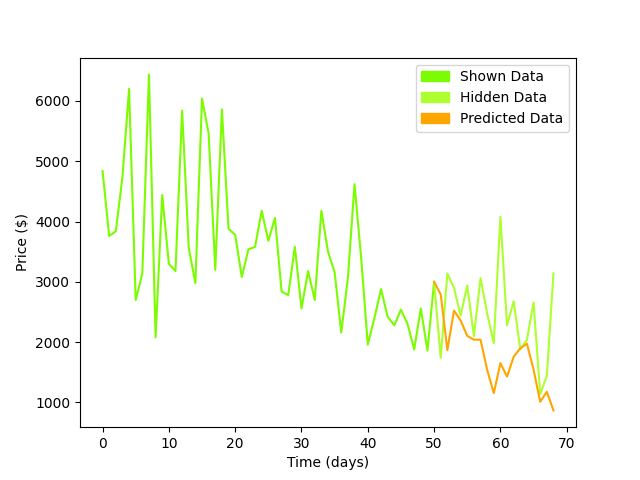 Shown Data
Hidden Data
Predicted Data
Price ($)
6000
5000
4000
3000
2000
1000
0 10 20 30 40 50 60 70
Time (days)